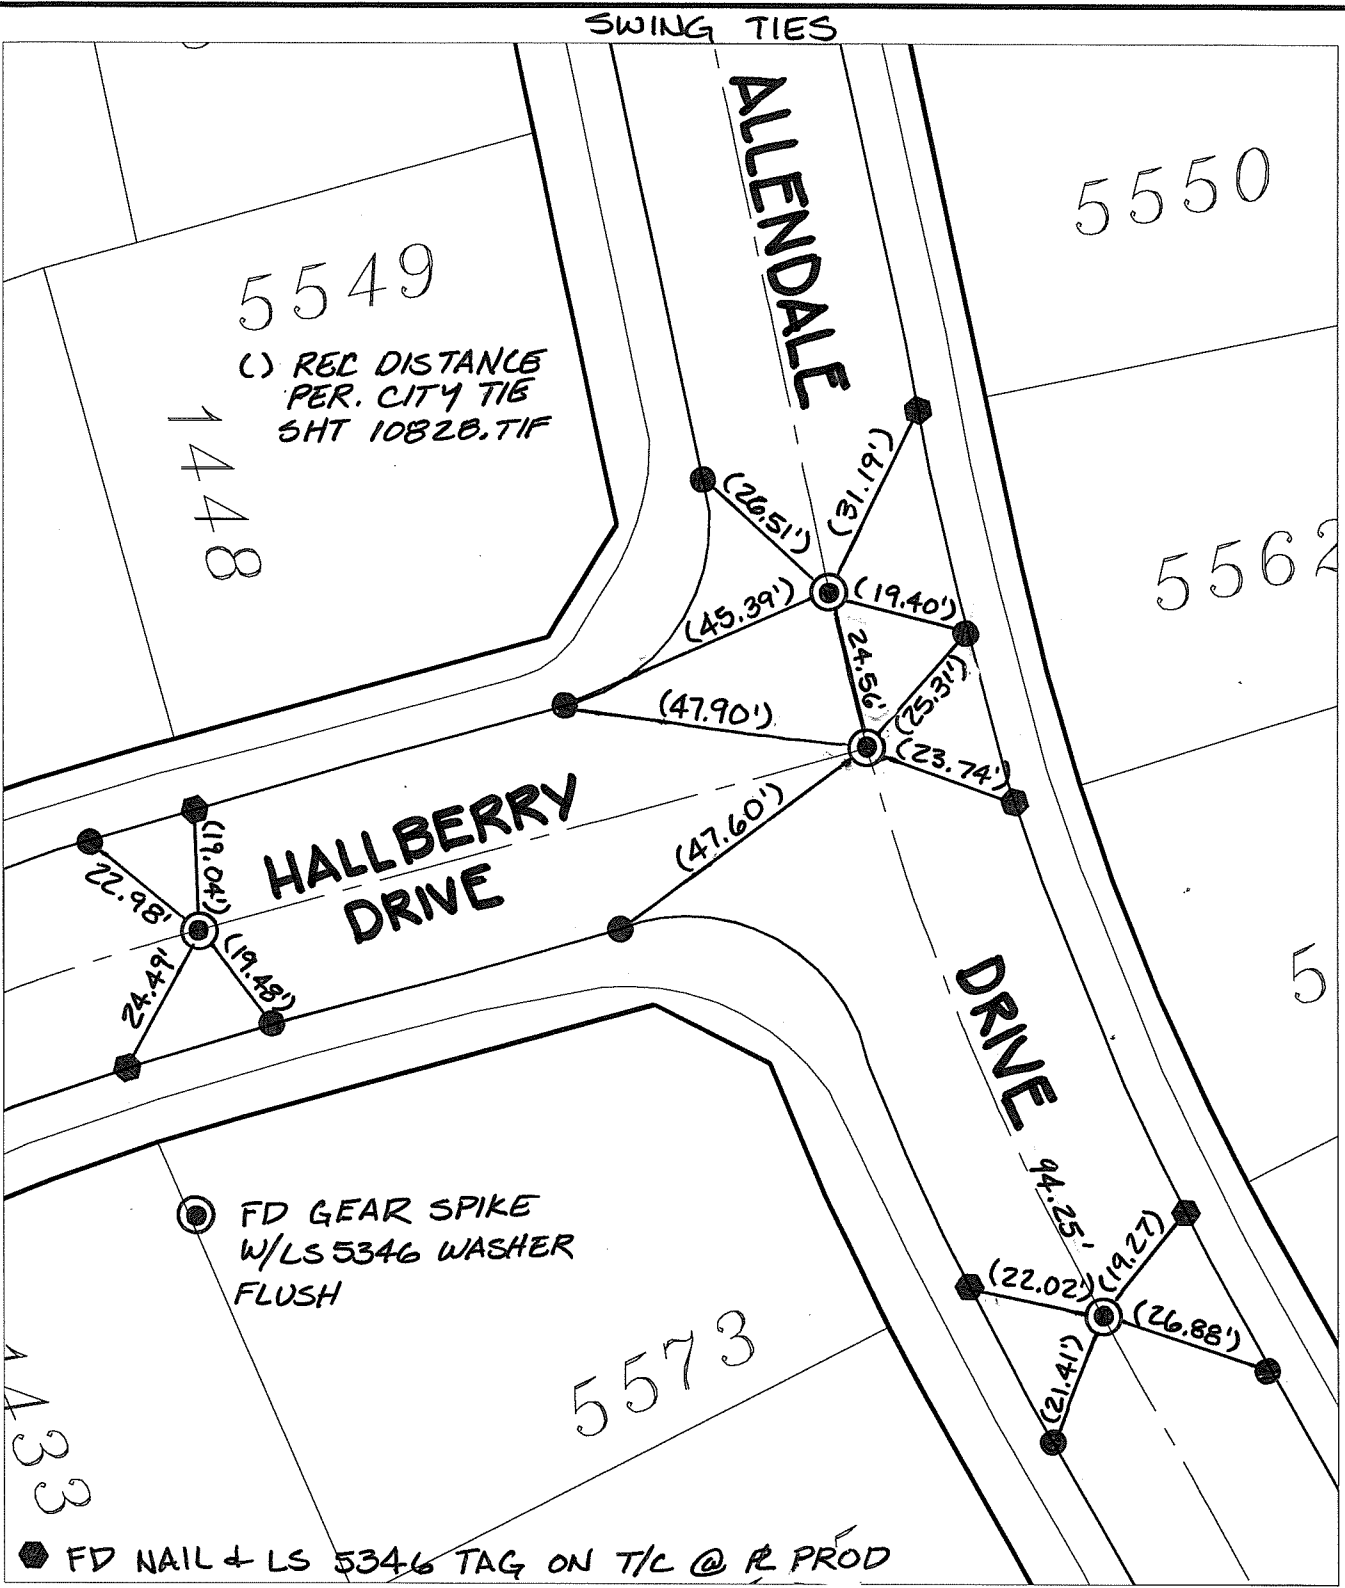 SWING TIES
ALLENDALE
5550
5549
() REC DISTANCE
PER. CITY TIE
SHT 10828.TIF
1448
(31.19')
(26.51')
5562
(45.39')
(19.40')
24.56'
(25.31')
(47.90')
(23.74')
HALLBERRY
DRIVE
(47.60')
(19.04')
22.98'
(19.48')
24.49'
5
DRIVE
94.25'
FD GEAR SPIKE
W/LS 5346 WASHER
FLUSH
(19.27)
(22.02')
(26.88')
(21.41')
5573
1433
FD NAIL & LS 5346 TAG ON T/C @ PL PROD